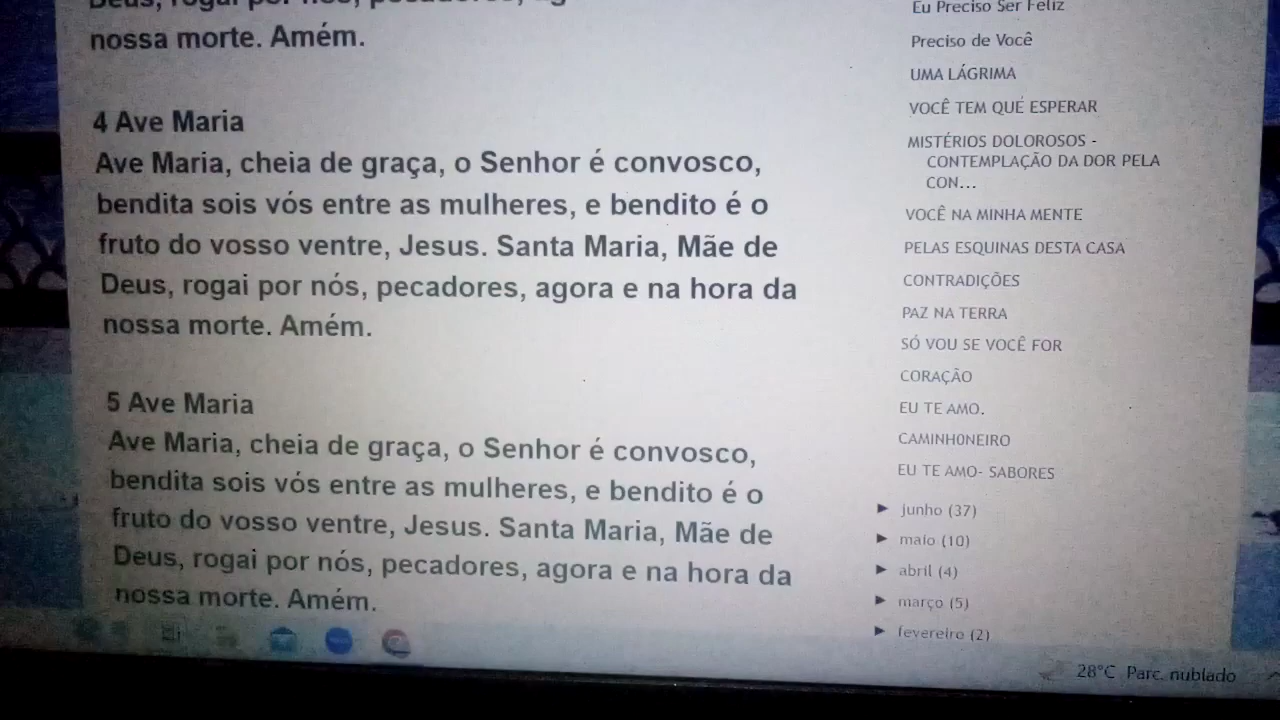 Deus, rogai por nós, pecadores, ag
nossa morte. Amém.
4 Ave Maria
Ave Maria, cheia de graça, o Senhor é convosco,
bendita sois vós entre as mulheres, e bendito é o
fruto do vosso ventre, Jesus. Santa Maria, Mãe de
Deus, rogai por nós, pecadores, agora e na hora da
nossa morte. Amém.
5 Ave Maria
Ave Maria, cheia de graça, o Senhor é convosco,
bendita sois vós entre as mulheres, e bendito é o
fruto do vosso ventre, Jesus. Santa Maria, Mãe de
Deus, rogai por nós, pecadores, agora e na hora da
nossa morte. Amém.
Eu Preciso Ser Feliz
Preciso de Você
UMA LÁGRIMA
VOCÊ TEM QUE ESPERAR
MISTÉRIOS DOLOROSOS -
CONTEMPLAÇÃO DA DOR PELA
CON...
VOCÊ NA MINHA MENTE
PELAS ESQUINAS DESTA CASA
CONTRADIÇÕES
PAZ NA TERRA
SÓ VOU SE VOCÊ FOR
CORAÇÃO
EU TE AMO.
CAMINH0NEIRO
EU TE AMO- SABORES
► junho (37)
► maio (10)
► abril (4)
► março (5)
► fevereiro (2)
28°C Parc. nublado